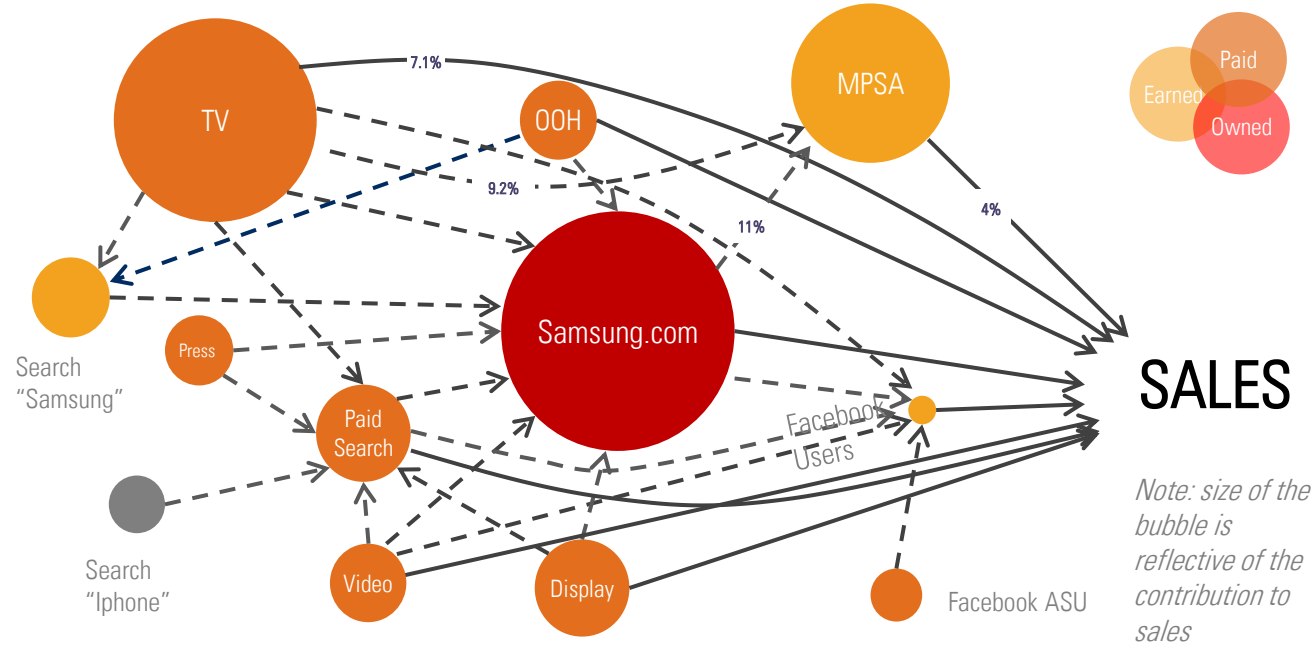 7.1%
TV
OOH
MPSA
Paid
Earned
Owned
9.2%
4%
11%
Samsung.com
Search
“Samsung”
Press
SALES
Paid
Search
Facebook
Users
Search
“Iphone”
Video
Display
Facebook ASU
Note: size of the
bubble is
reflective of the
contribution to
sales